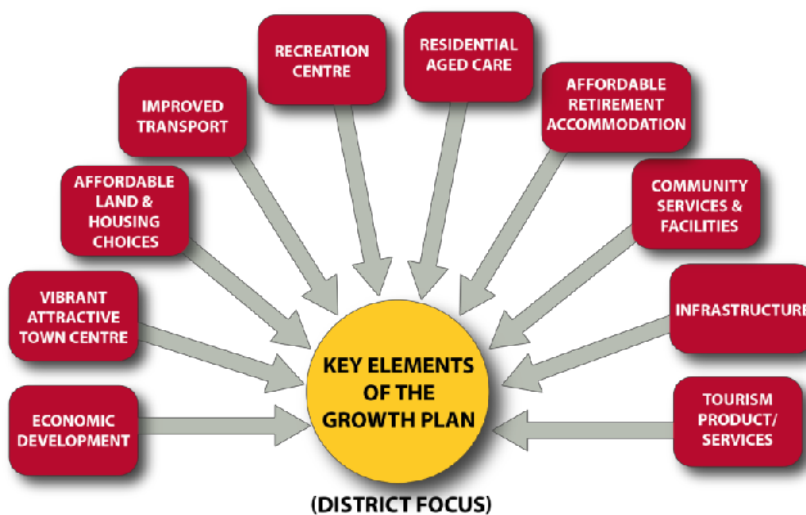 RECREATION
CENTRE
RESIDENTIAL
AGED CARE
IMPROVED
TRANSPORT
AFFORDABLE
RETIREMENT
ACCOMMODATION
AFFORDABLE
LAND &
HOUSING
CHOICES
COMMUNITY
SERVICES &
FACILITIES
VIBRANT
ATTRACTIVE
TOWN CENTRE
INFRASTRUCTURE
ECONOMIC
DEVELOPMENT
TOURISM
PRODUCT/
SERVICES
KEY ELEMENTS
OF THE
GROWTH PLAN
(DISTRICT FOCUS)